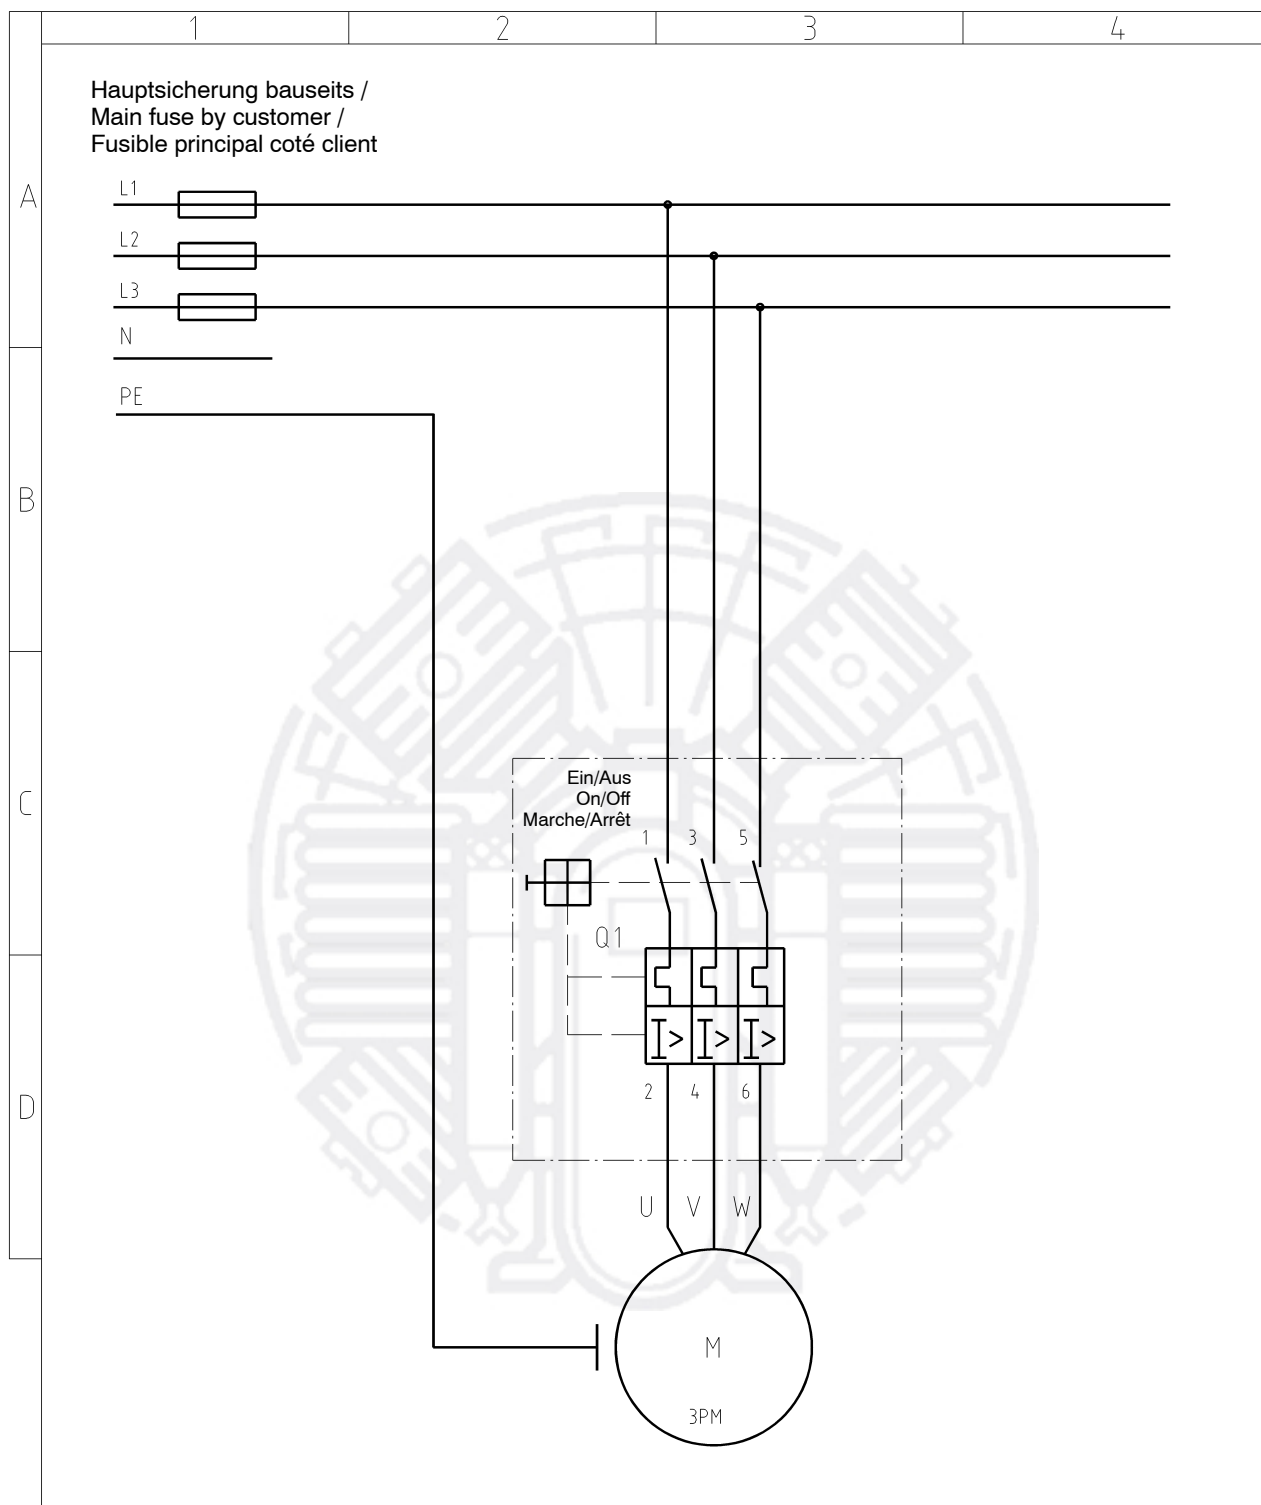 1 2 3 4
Hauptsicherung bauseits /
Main fuse by customer /
Fusible principal coté client
A
L1
L2
L3
N
PE
B
C
Ein/Aus
On/Off
Marche/Arrêt
1 3 5
Q1
I> I> I>
D
2 4 6
U V W
M
3PM